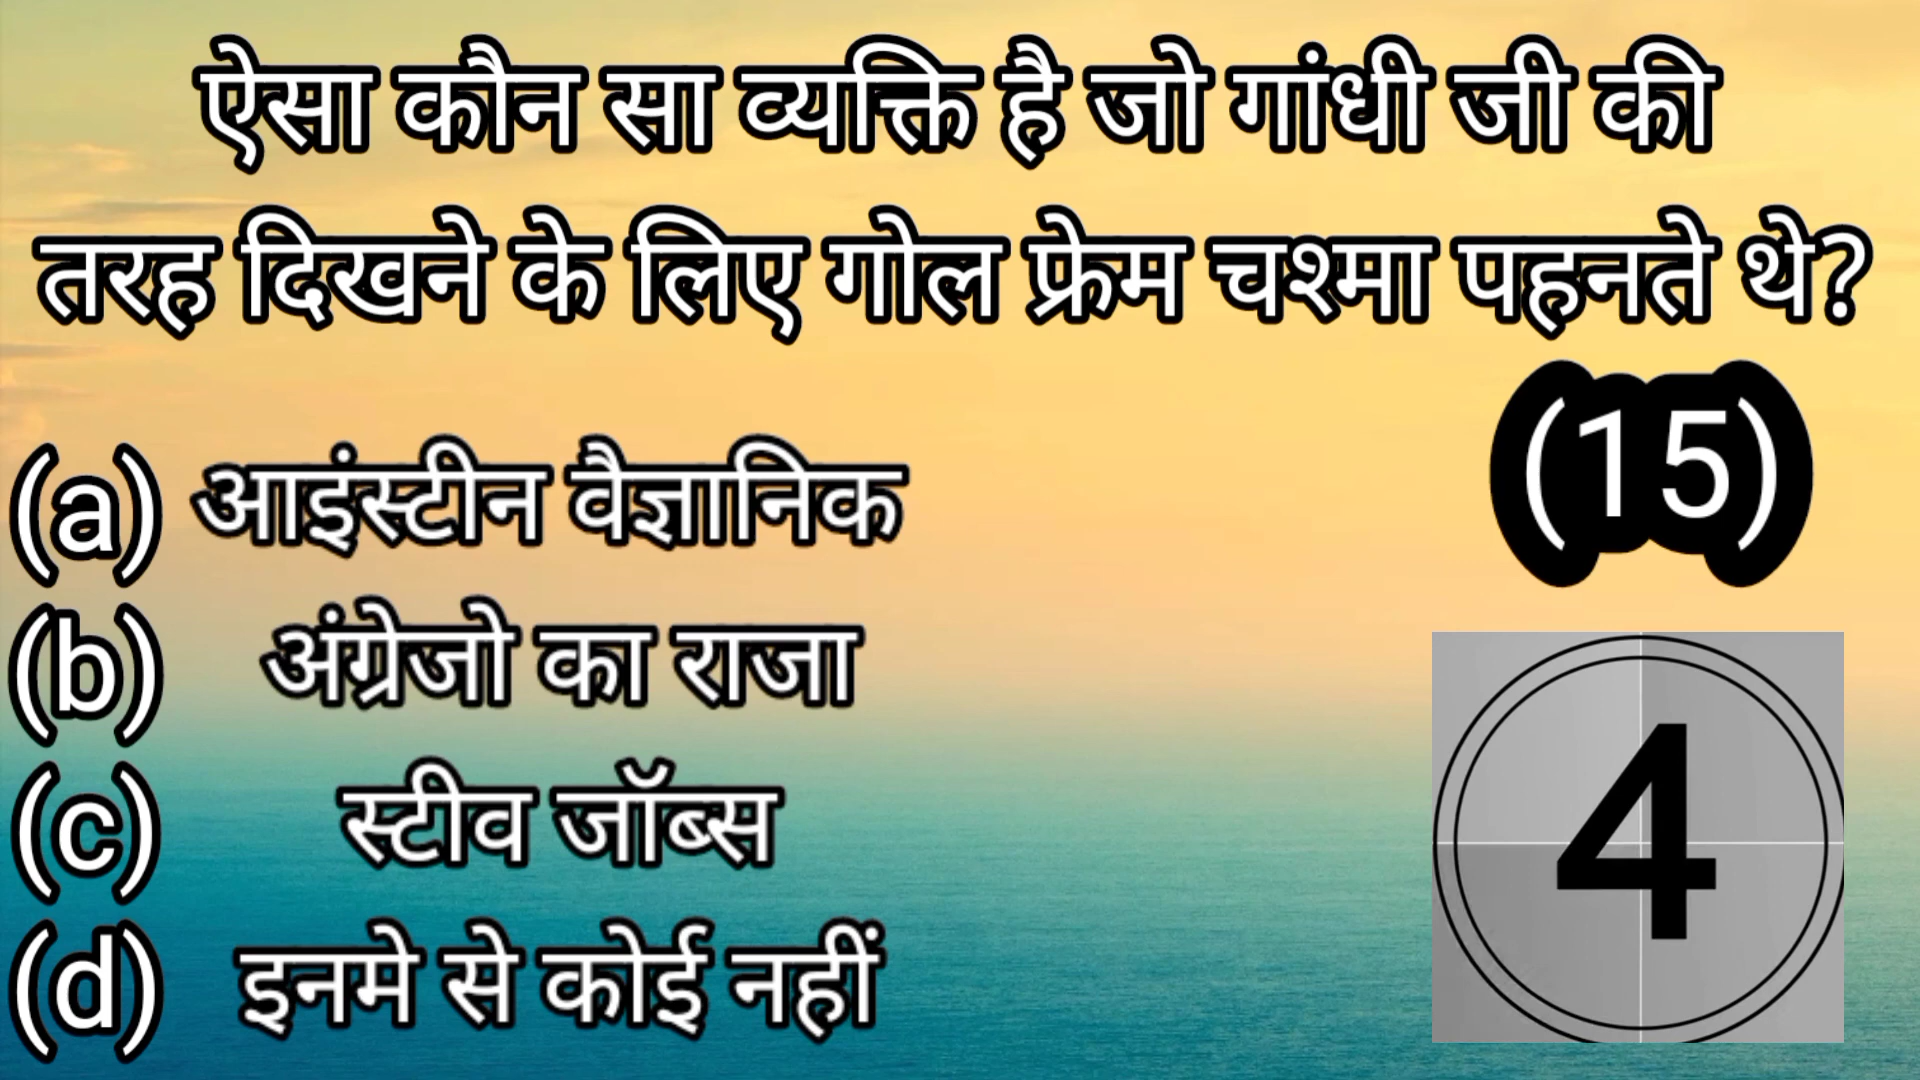 ऐसा कौन सा व्यक्ति है जो गांधी जी की
तरह दिखने के लिए गोल फ्रेम चश्मा पहनते थे?
(15)
(a) आइंस्टीन वैज्ञानिक
(b) अंग्रेजो का राजा
(c) स्टीव जॉब्स
(d) इनमे से कोई नहीं
4